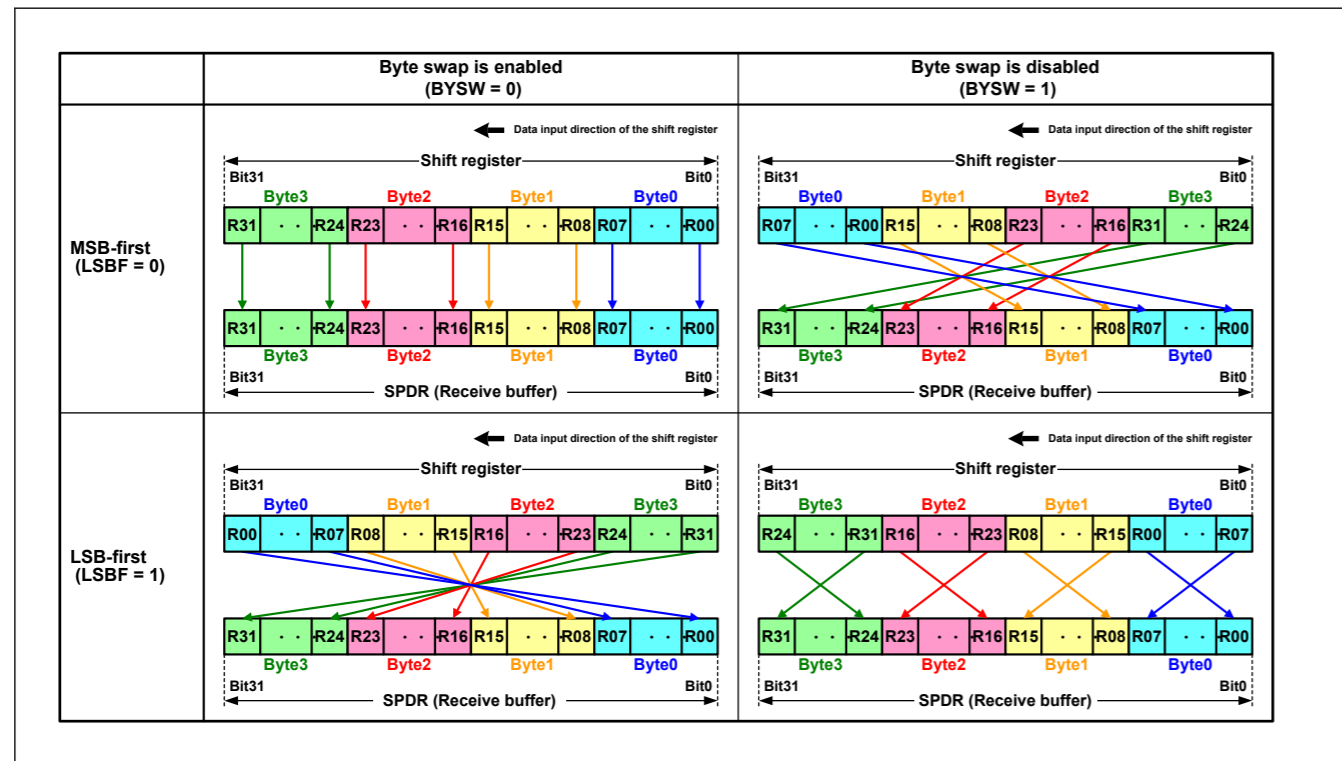 Byte swap is enabled
(BYSW = 0)
Byte swap is disabled
(BYSW = 1)
MSB-first
(LSBF = 0)
Data input direction of the shift register
Shift register
Bit31 Bit0
Byte3 Byte2 Byte1 Byte0
R31 · · R24 R23 · · R16 R15 · · R08 R07 · · R00
R31 · · R24 R23 · · R16 R15 · · R08 R07 · · R00
Byte3 Byte2 Byte1 Byte0
Bit31 Bit0
SPDR (Receive buffer)
Data input direction of the shift register
Shift register
Bit31 Bit0
Byte0 Byte1 Byte2 Byte3
R07 · · R00 R15 · · R08 R23 · · R16 R31 · · R24
R31 · · R24 R23 · · R16 R15 · · R08 R07 · · R00
Byte3 Byte2 Byte1 Byte0
Bit31 Bit0
SPDR (Receive buffer)
LSB-first
(LSBF = 1)
Data input direction of the shift register
Shift register
Bit31 Bit0
Byte0 Byte1 Byte2 Byte3
R00 · · R07 R08 · · R15 R16 · · R23 R24 · · R31
R31 · · R24 R23 · · R16 R15 · · R08 R07 · · R00
Byte3 Byte2 Byte1 Byte0
Bit31 Bit0
SPDR (Receive buffer)
Data input direction of the shift register
Shift register
Bit31 Bit0
Byte3 Byte2 Byte1 Byte0
R24 · · R31 R16 · · R23 R08 · · R15 R00 · · R07
R31 · · R24 R23 · · R16 R15 · · R08 R07 · · R00
Byte3 Byte2 Byte1 Byte0
Bit31 Bit0
SPDR (Receive buffer)